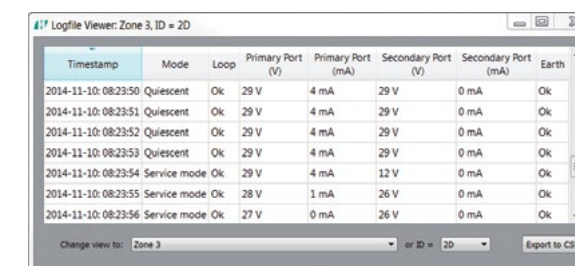 Logfile Viewer: Zone 3, ID = 2D
Timestamp Mode Loop Primary Port (V) Primary Port (mA) Secondary Port (V) Secondary Port (mA) Earth
2014-11-10: 08:23:50 Quiescent Ok 29 V 4 mA 29 V 0 mA Ok
2014-11-10: 08:23:51 Quiescent Ok 29 V 4 mA 29 V 0 mA Ok
2014-11-10: 08:23:52 Quiescent Ok 29 V 4 mA 29 V 0 mA Ok
2014-11-10: 08:23:53 Quiescent Ok 29 V 4 mA 29 V 0 mA Ok
2014-11-10: 08:23:54 Service mode Ok 29 V 4 mA 12 V 0 mA Ok
2014-11-10: 08:23:55 Service mode Ok 28 V 1 mA 26 V 0 mA Ok
2014-11-10: 08:23:56 Service mode Ok 27 V 0 mA 26 V 0 mA Ok
Change view to: Zone 3 or ID = 2D Export to CS